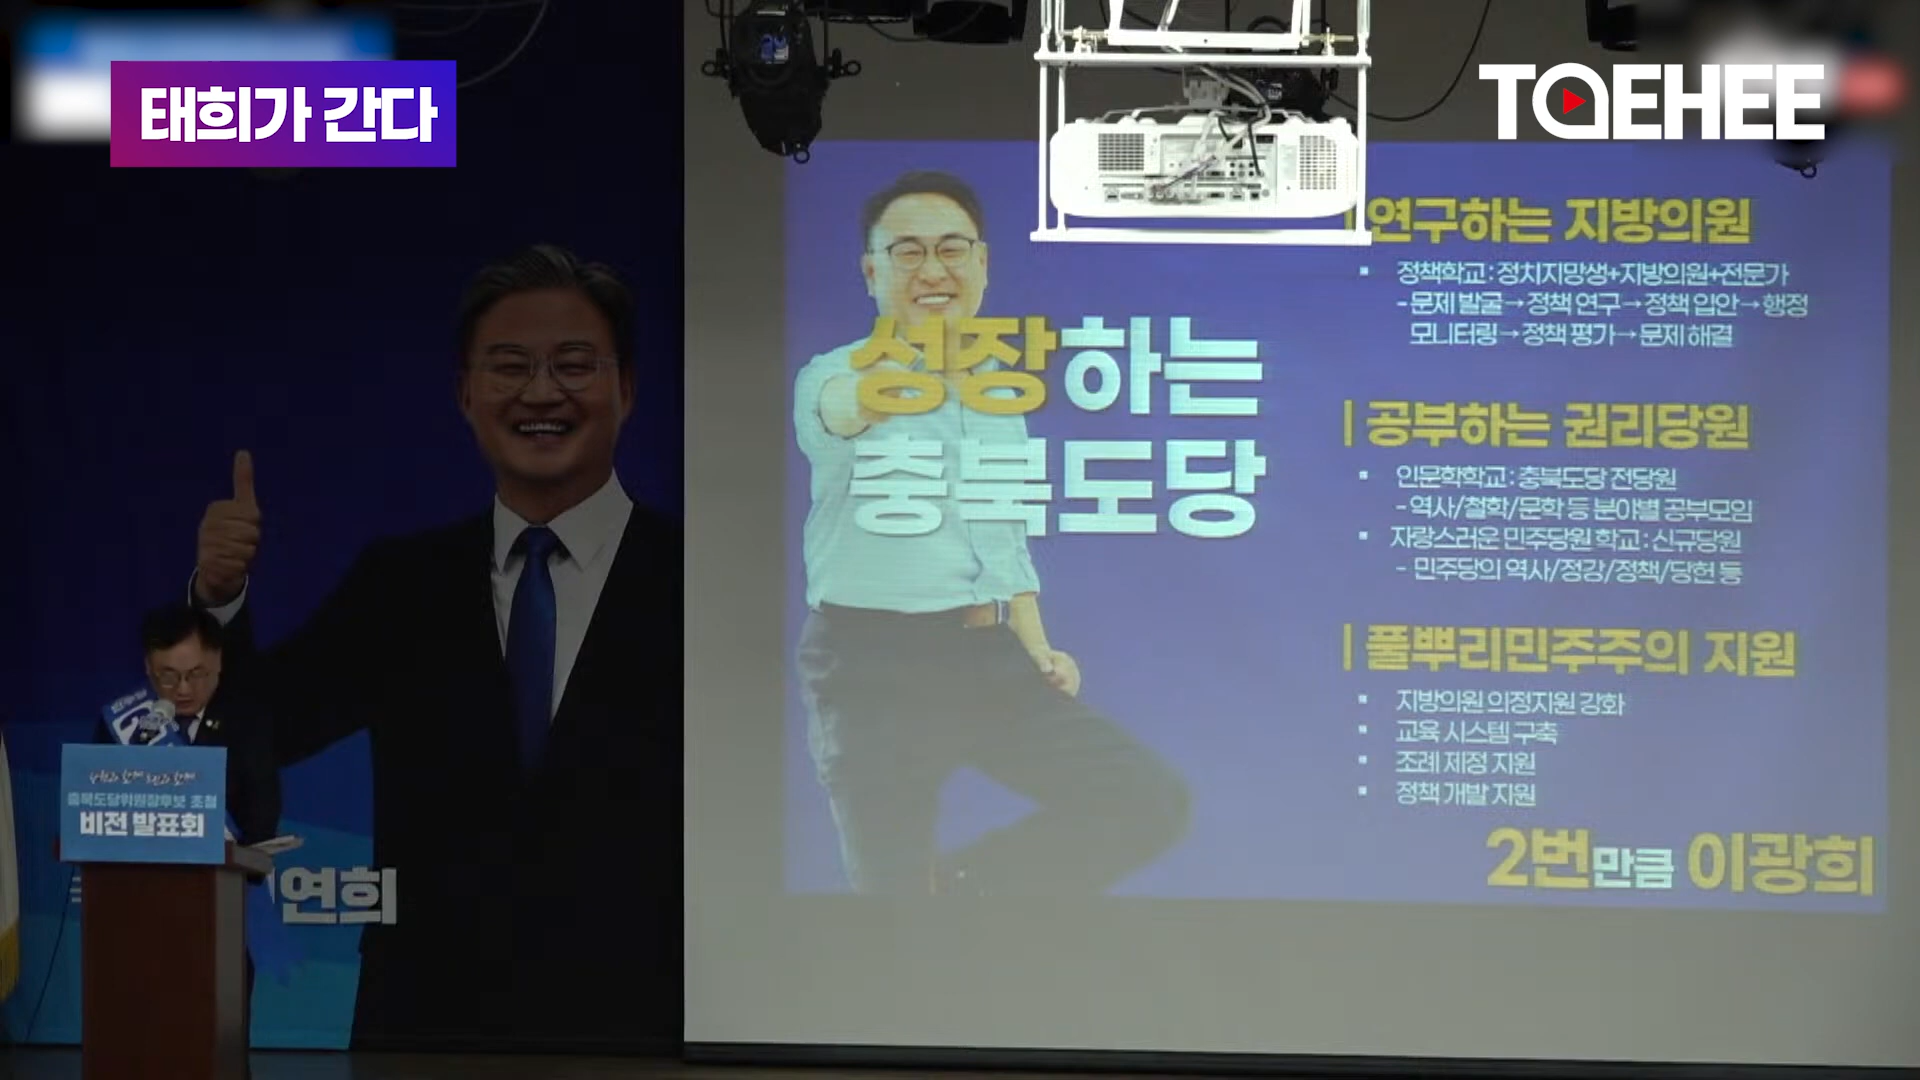 태희가 간다
TAEHEE
연구하는 지방의원
▪ 정책학교 : 정치지망생+지방의원+전문가
- 문제 발굴→정책 연구→정책 입안→행정
모니터링→정책 평가→문제 해결
성장하는
충북도당
| 공부하는 권리당원
▪ 인문학학교 : 충북도당 전당원
- 역사/철학/문학 등 분야별 공부모임
▪ 자랑스러운 민주당원 학교 : 신규당원
- 민주당의 역사/정강/정책/당헌 등
| 풀뿌리민주주의 지원
▪ 지방의원 의정지원 강화
▪ 교육 시스템 구축
▪ 조례 제정 지원
▪ 정책 개발 지원
2번만큼 이광희
충북도당위원장후보 초청
비전 발표회
연희